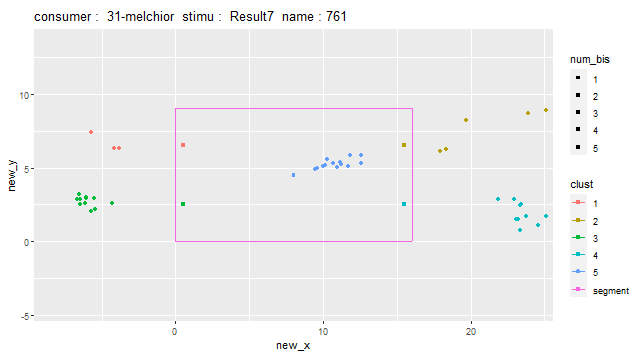 consumer :  31-melchior  stimu :  Result7  name : 761
num_bis
1
2
3
4
5
clust
1
2
3
4
5
segment
new_y
10
5
0
-5
0
10
20
new_x